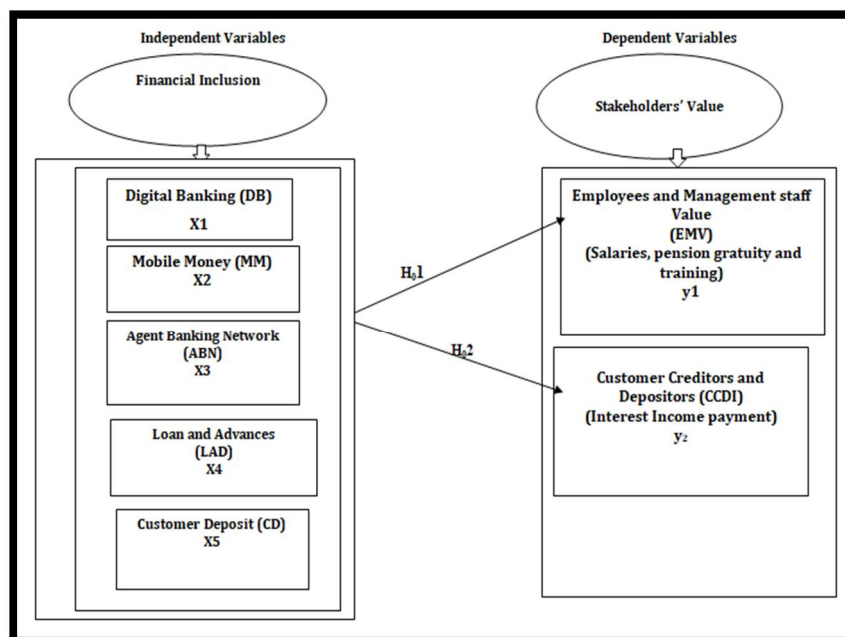 Independent Variables
Financial Inclusion
Digital Banking (DB)
X1
Mobile Money (MM)
X2
Agent Banking Network
(ABN)
X3
Loan and Advances
(LAD)
X4
Customer Deposit (CD)
X5
H₀1
H₀2
Dependent Variables
Stakeholders' Value
Employees and Management staff
Value
(EMV)
(Salaries, pension gratuity and
training)
y1
Customer Creditors and
Depositors (CCDI)
(Interest Income payment)
y₂